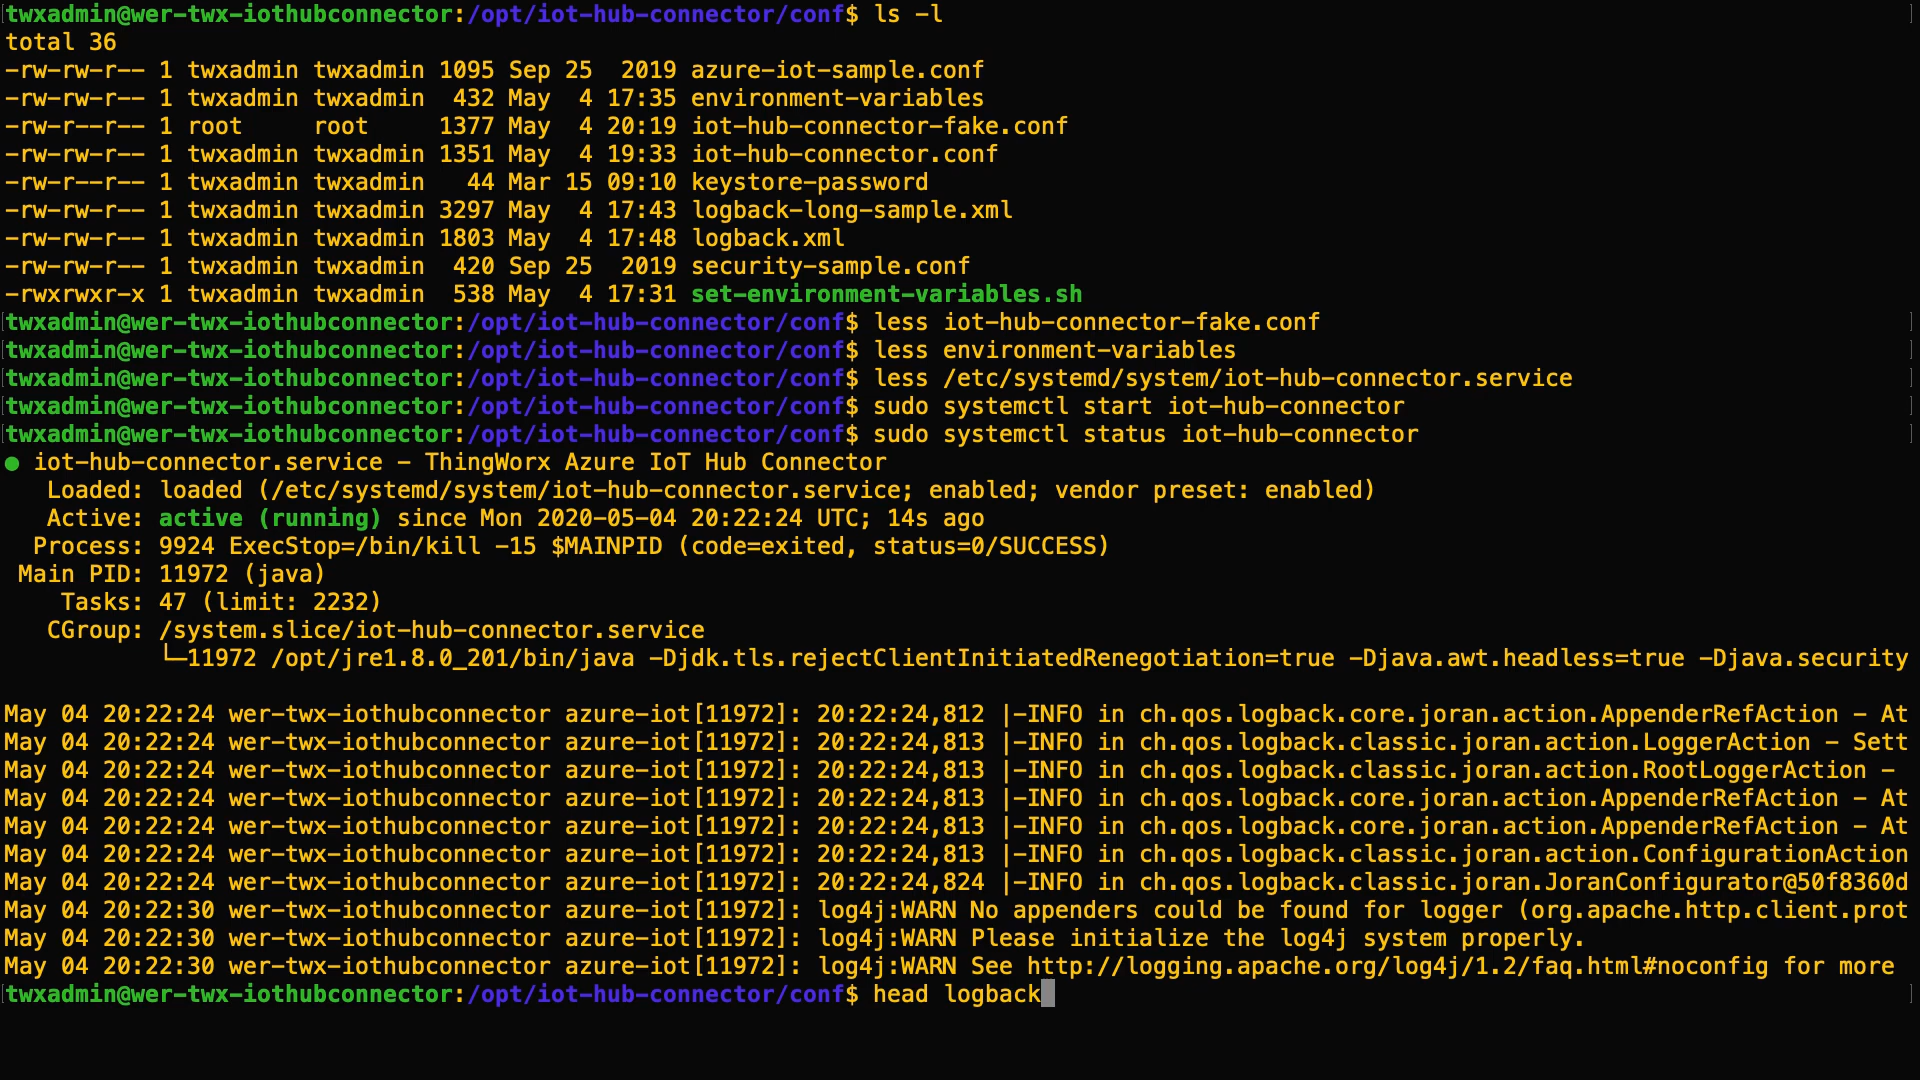 twxadmin@wer-twx-iothubconnector:/opt/iot-hub-connector/conf$ ls -l
total 36
-rw-rw-r-- 1 twxadmin twxadmin 1095 Sep 25  2019 azure-iot-sample.conf
-rw-rw-r-- 1 twxadmin twxadmin  432 May  4 17:35 environment-variables
-rw-r--r-- 1 root     root     1377 May  4 20:19 iot-hub-connector-fake.conf
-rw-rw-r-- 1 twxadmin twxadmin 1351 May  4 19:33 iot-hub-connector.conf
-rw-r--r-- 1 twxadmin twxadmin   44 Mar 15 09:10 keystore-password
-rw-rw-r-- 1 twxadmin twxadmin 3297 May  4 17:43 logback-long-sample.xml
-rw-rw-r-- 1 twxadmin twxadmin 1803 May  4 17:48 logback.xml
-rw-rw-r-- 1 twxadmin twxadmin  420 Sep 25  2019 security-sample.conf
-rwxrwxr-x 1 twxadmin twxadmin  538 May  4 17:31 set-environment-variables.sh
twxadmin@wer-twx-iothubconnector:/opt/iot-hub-connector/conf$ less iot-hub-connector-fake.conf
twxadmin@wer-twx-iothubconnector:/opt/iot-hub-connector/conf$ less environment-variables
twxadmin@wer-twx-iothubconnector:/opt/iot-hub-connector/conf$ less /etc/systemd/system/iot-hub-connector.service
twxadmin@wer-twx-iothubconnector:/opt/iot-hub-connector/conf$ sudo systemctl start iot-hub-connector
twxadmin@wer-twx-iothubconnector:/opt/iot-hub-connector/conf$ sudo systemctl status iot-hub-connector
● iot-hub-connector.service - ThingWorx Azure IoT Hub Connector
   Loaded: loaded (/etc/systemd/system/iot-hub-connector.service; enabled; vendor preset: enabled)
   Active: active (running) since Mon 2020-05-04 20:22:24 UTC; 14s ago
  Process: 9924 ExecStop=/bin/kill -15 $MAINPID (code=exited, status=0/SUCCESS)
 Main PID: 11972 (java)
    Tasks: 47 (limit: 2232)
   CGroup: /system.slice/iot-hub-connector.service
           └─11972 /opt/jre1.8.0_201/bin/java -Djdk.tls.rejectClientInitiatedRenegotiation=true -Djava.awt.headless=true -Djava.security

May 04 20:22:24 wer-twx-iothubconnector azure-iot[11972]: 20:22:24,812 |-INFO in ch.qos.logback.core.joran.action.AppenderRefAction - At
May 04 20:22:24 wer-twx-iothubconnector azure-iot[11972]: 20:22:24,813 |-INFO in ch.qos.logback.classic.joran.action.LoggerAction - Sett
May 04 20:22:24 wer-twx-iothubconnector azure-iot[11972]: 20:22:24,813 |-INFO in ch.qos.logback.classic.joran.action.RootLoggerAction -
May 04 20:22:24 wer-twx-iothubconnector azure-iot[11972]: 20:22:24,813 |-INFO in ch.qos.logback.core.joran.action.AppenderRefAction - At
May 04 20:22:24 wer-twx-iothubconnector azure-iot[11972]: 20:22:24,813 |-INFO in ch.qos.logback.core.joran.action.AppenderRefAction - At
May 04 20:22:24 wer-twx-iothubconnector azure-iot[11972]: 20:22:24,813 |-INFO in ch.qos.logback.classic.joran.action.ConfigurationAction
May 04 20:22:24 wer-twx-iothubconnector azure-iot[11972]: 20:22:24,824 |-INFO in ch.qos.logback.classic.joran.JoranConfigurator@50f8360d
May 04 20:22:30 wer-twx-iothubconnector azure-iot[11972]: log4j:WARN No appenders could be found for logger (org.apache.http.client.prot
May 04 20:22:30 wer-twx-iothubconnector azure-iot[11972]: log4j:WARN Please initialize the log4j system properly.
May 04 20:22:30 wer-twx-iothubconnector azure-iot[11972]: log4j:WARN See http://logging.apache.org/log4j/1.2/faq.html#noconfig for more
twxadmin@wer-twx-iothubconnector:/opt/iot-hub-connector/conf$ head logback